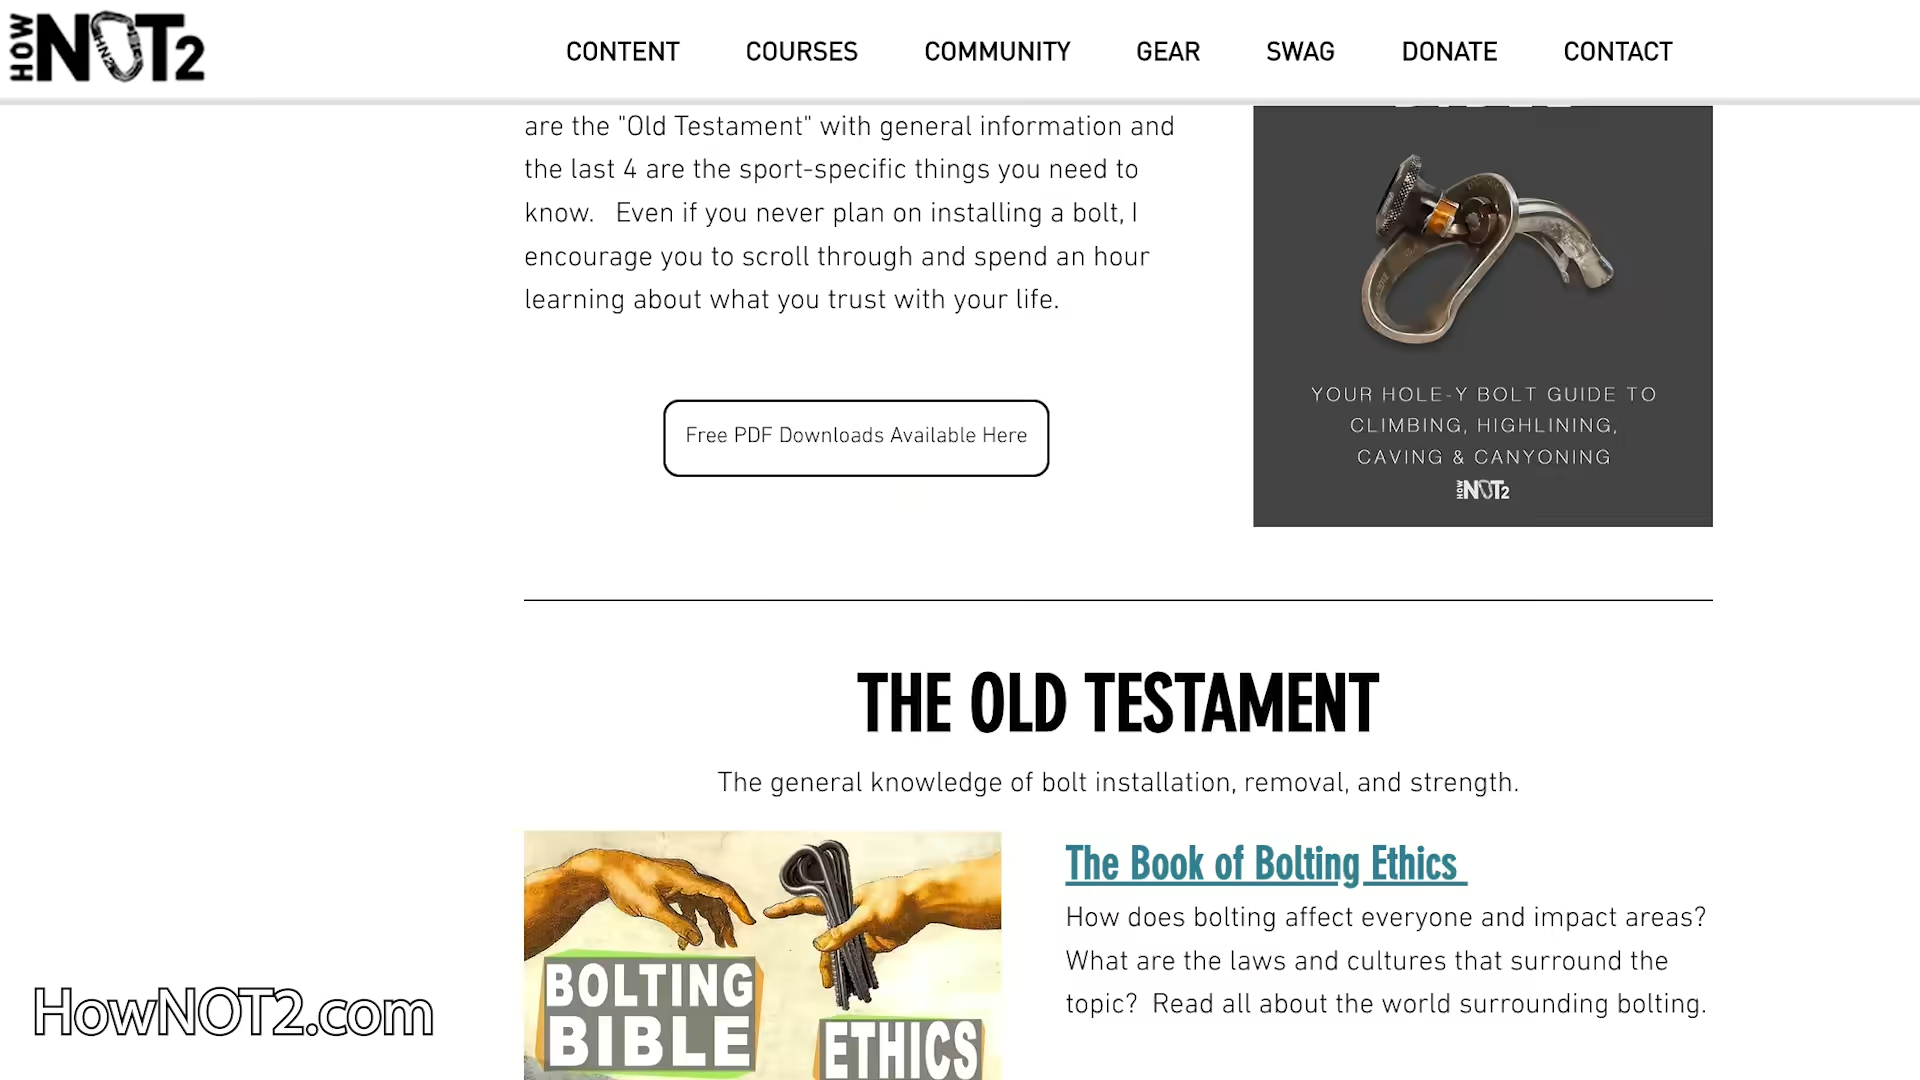 HOW NOT2
CONTENT
COURSES
COMMUNITY
GEAR
SWAG
DONATE
CONTACT
are the "Old Testament" with general information and
the last 4 are the sport-specific things you need to
know.   Even if you never plan on installing a bolt, I
encourage you to scroll through and spend an hour
learning about what you trust with your life.
Free PDF Downloads Available Here
YOUR HOLE-Y BOLT GUIDE TO
CLIMBING, HIGHLINING,
CAVING & CANYONING
HOW NOT2
THE OLD TESTAMENT
The general knowledge of bolt installation, removal, and strength.
BOLTING
BIBLE
ETHICS
The Book of Bolting Ethics
How does bolting affect everyone and impact areas?
What are the laws and cultures that surround the
topic?  Read all about the world surrounding bolting.
HowNOT2.com